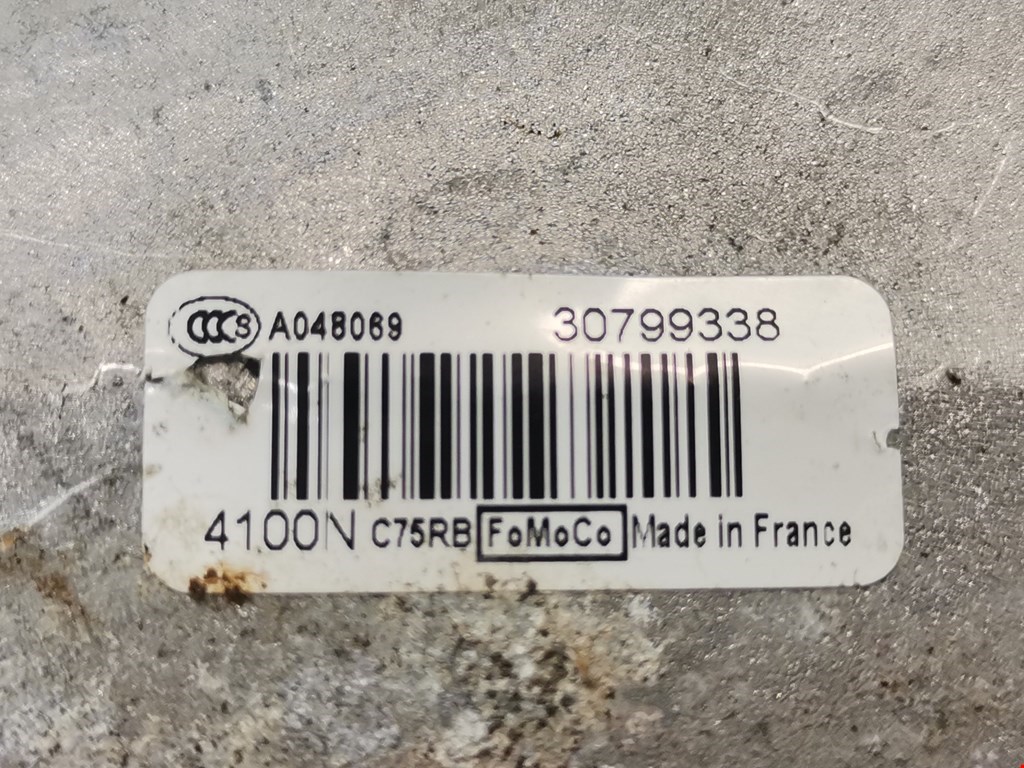 CCCS A048069 30799338
4100N C75RB FoMoCo Made in France